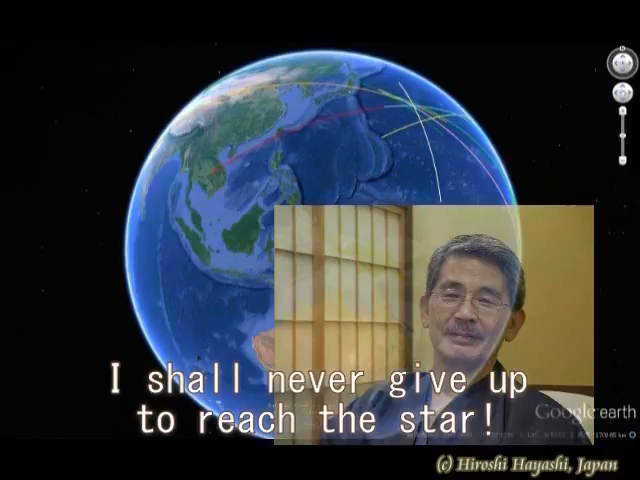 I shall never give up
to reach the star!
Google earth
(c) Hiroshi Hayashi, Japan